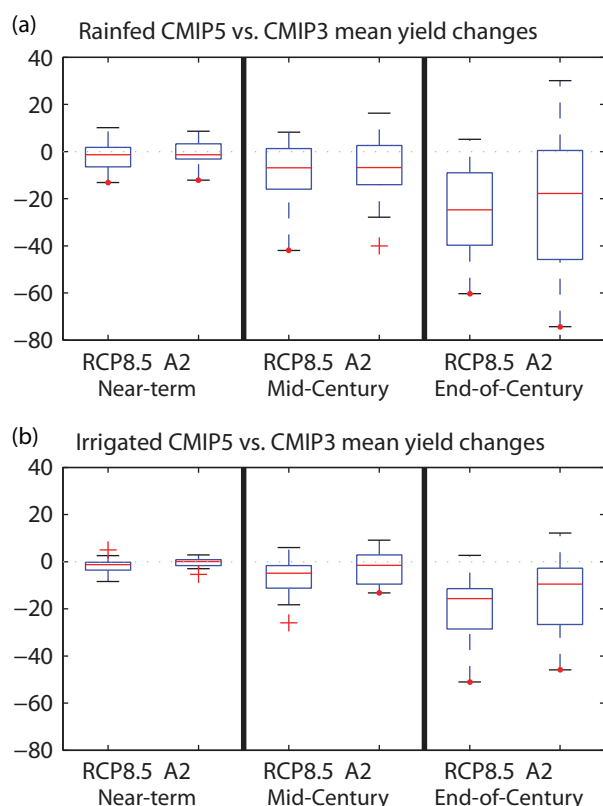 (a)
Rainfed CMIP5 vs. CMIP3 mean yield changes
40
20
0
−20
−40
−60
−80
RCP8.5 A2 RCP8.5 A2 RCP8.5 A2
Near-term Mid-Century End-of-Century
(b)
Irrigated CMIP5 vs. CMIP3 mean yield changes
40
20
0
−20
−40
−60
−80
RCP8.5 A2 RCP8.5 A2 RCP8.5 A2
Near-term Mid-Century End-of-Century